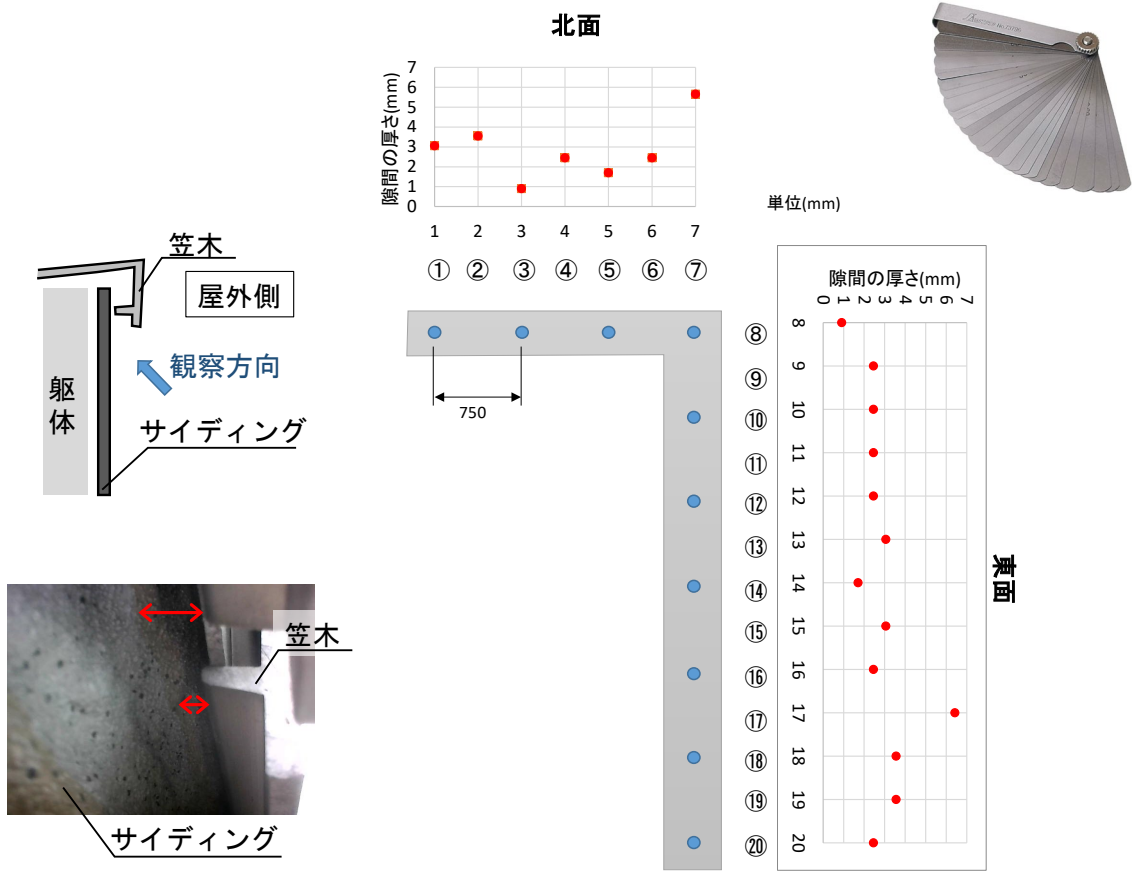 北面
隙間の厚さ(mm)
7
6
5
4
3
2
1
0
1 2 3 4 5 6 7
① ② ③ ④ ⑤ ⑥ ⑦
単位(mm)
笠木
屋外側
観察方向
躯体
サイディング
750
⑧
⑨
⑩
⑪
⑫
⑬
⑭
⑮
⑯
⑰
⑱
⑲
⑳
隙間の厚さ(mm)
0 1 2 3 4 5 6 7
8
9
10
11
12
13
14
15
16
17
18
19
20
東面
笠木
サイディング